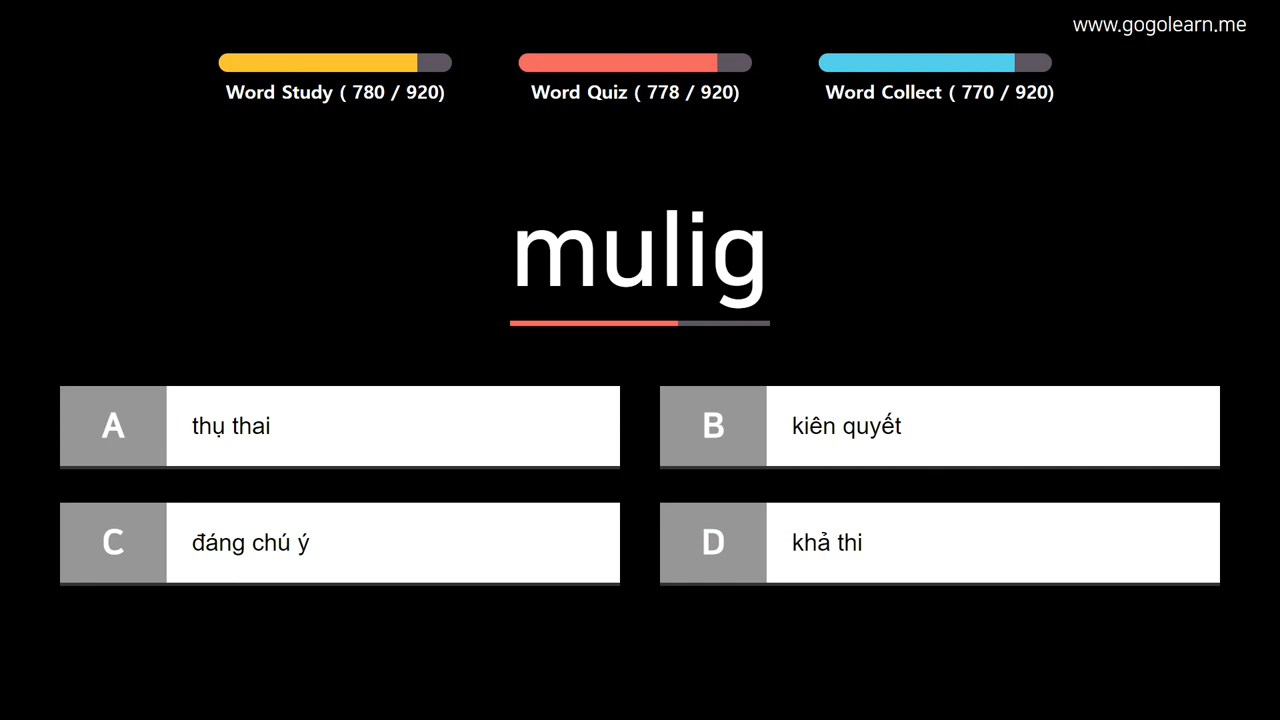 www.gogolearn.me
Word Study ( 780 / 920)
Word Quiz ( 778 / 920)
Word Collect ( 770 / 920)
mulig
A thụ thai
B kiên quyết
C đáng chú ý
D khả thi